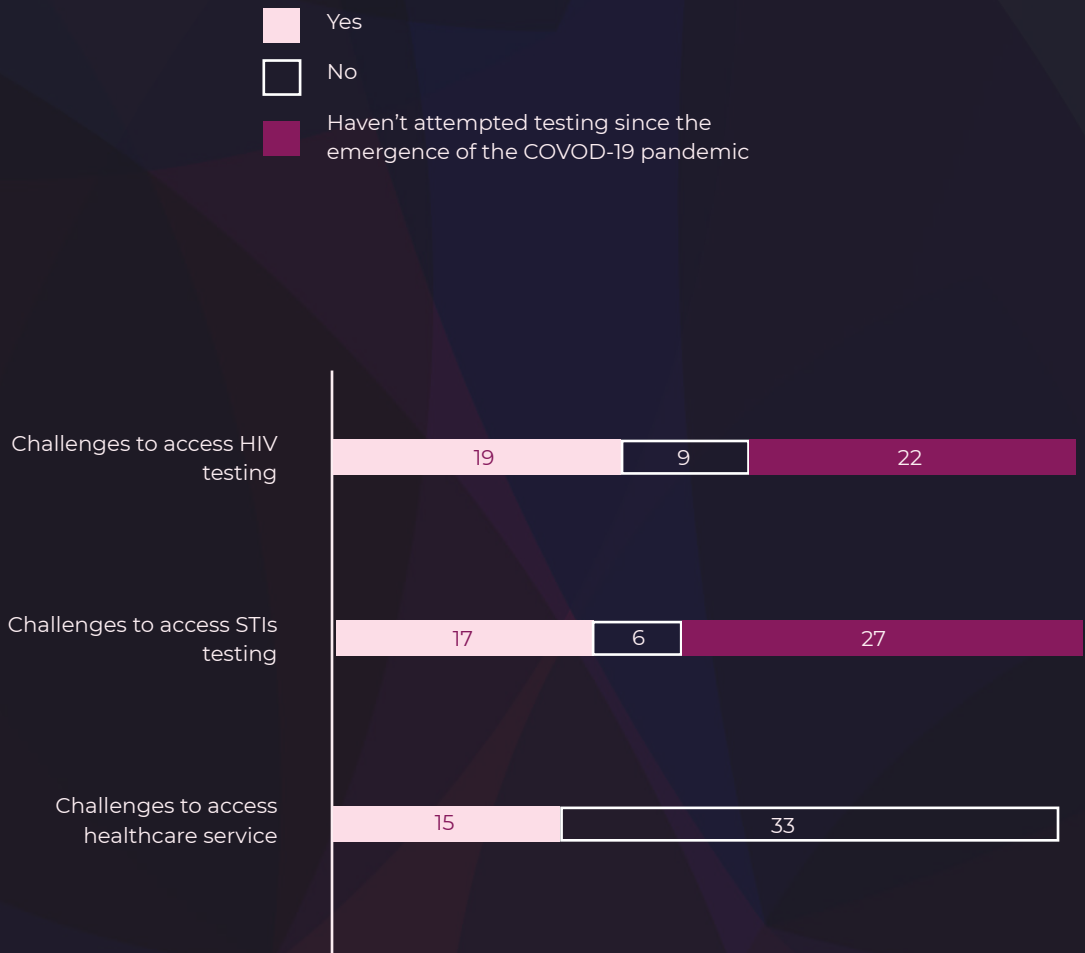 Yes
No
Haven’t attempted testing since the
emergence of the COVOD-19 pandemic
Challenges to access HIV
testing
19 9 22
Challenges to access STIs
testing
17 6 27
Challenges to access
healthcare service
15 33